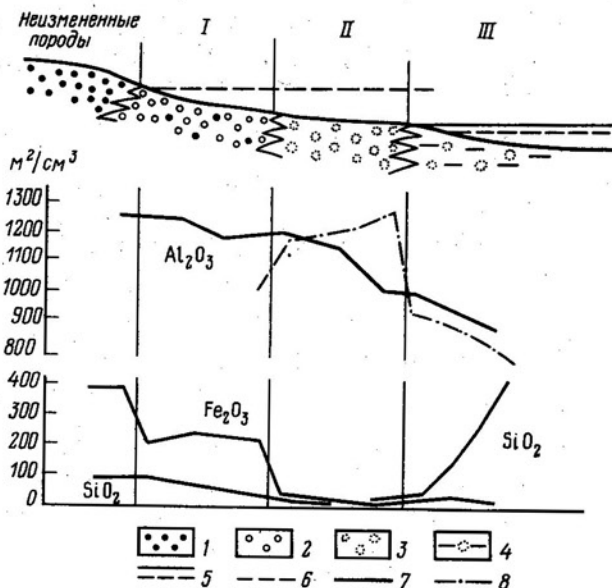 Неизмененные
породы
I
II
III
м²/см³
1300
1200
1100
1000
900
800
Al₂O₃
400
300
200
100
0
Fe₂O₃
SiO₂
SiO₂
1
2
3
4
5
6
7
8